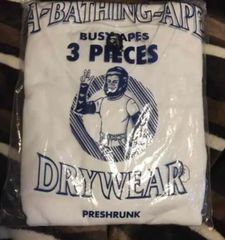 A-BATHING-APE
BUSY APES
3 PIECES
DRYWEAR
PRESHRUNK